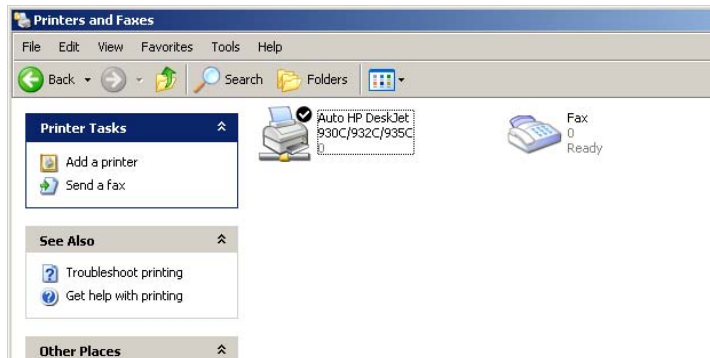 Printers and Faxes
File Edit View Favorites Tools Help
Back Search Folders
Printer Tasks
Add a printer
Send a fax
See Also
Troubleshoot printing
Get help with printing
Other Places
Auto HP DeskJet
930C/932C/935C
0
Fax
0
Ready